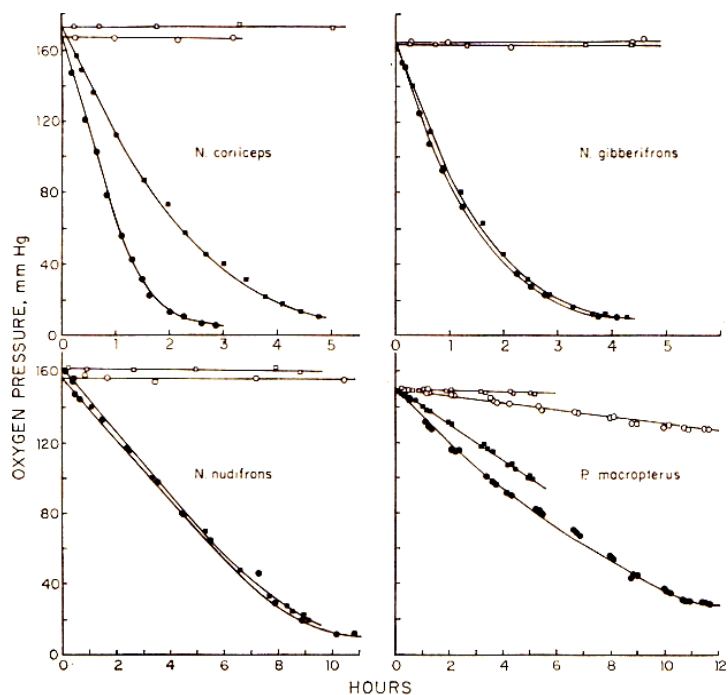 160
120
80
40
0
N. coriiceps
0 1 2 3 4 5
N. gibberifrons
0 1 2 3 4 5
OXYGEN PRESSURE, mm Hg
160
120
80
40
0
N. nudifrons
0 2 4 6 8 10
P. macropterus
0 2 4 6 8 10 12
HOURS